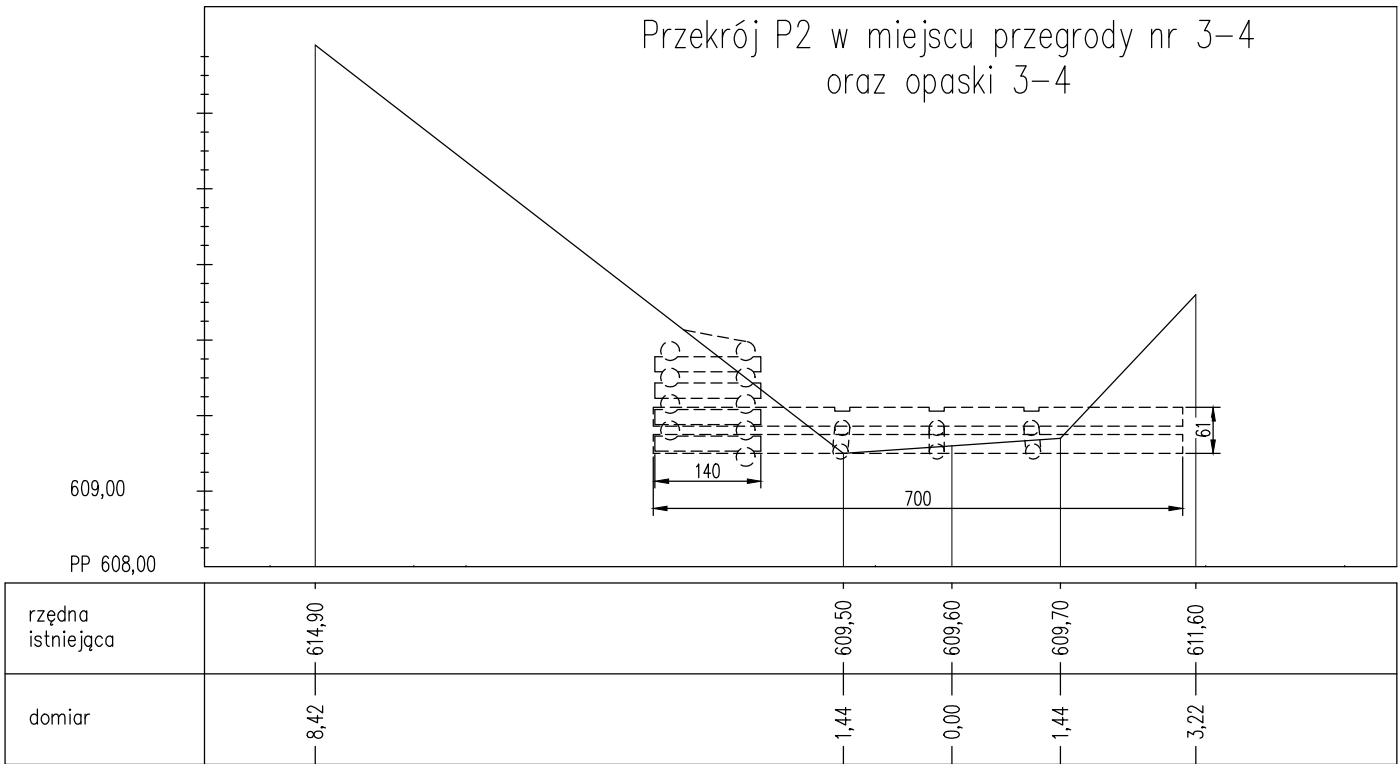 Przekrój P2 w miejscu przegrody nr 3-4
oraz opaski 3-4
61
140
700
609,00
PP 608,00
rzędna
istniejąca
614,90
609,50
609,60
609,70
611,60
domiar
8,42
1,44
0,00
1,44
3,22